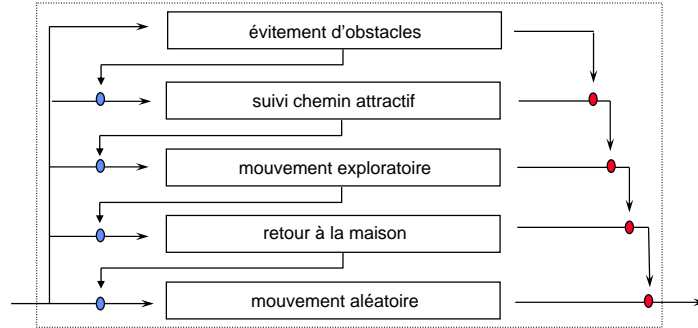 évitement d'obstacles
suivi chemin attractif
mouvement exploratoire
retour à la maison
mouvement aléatoire